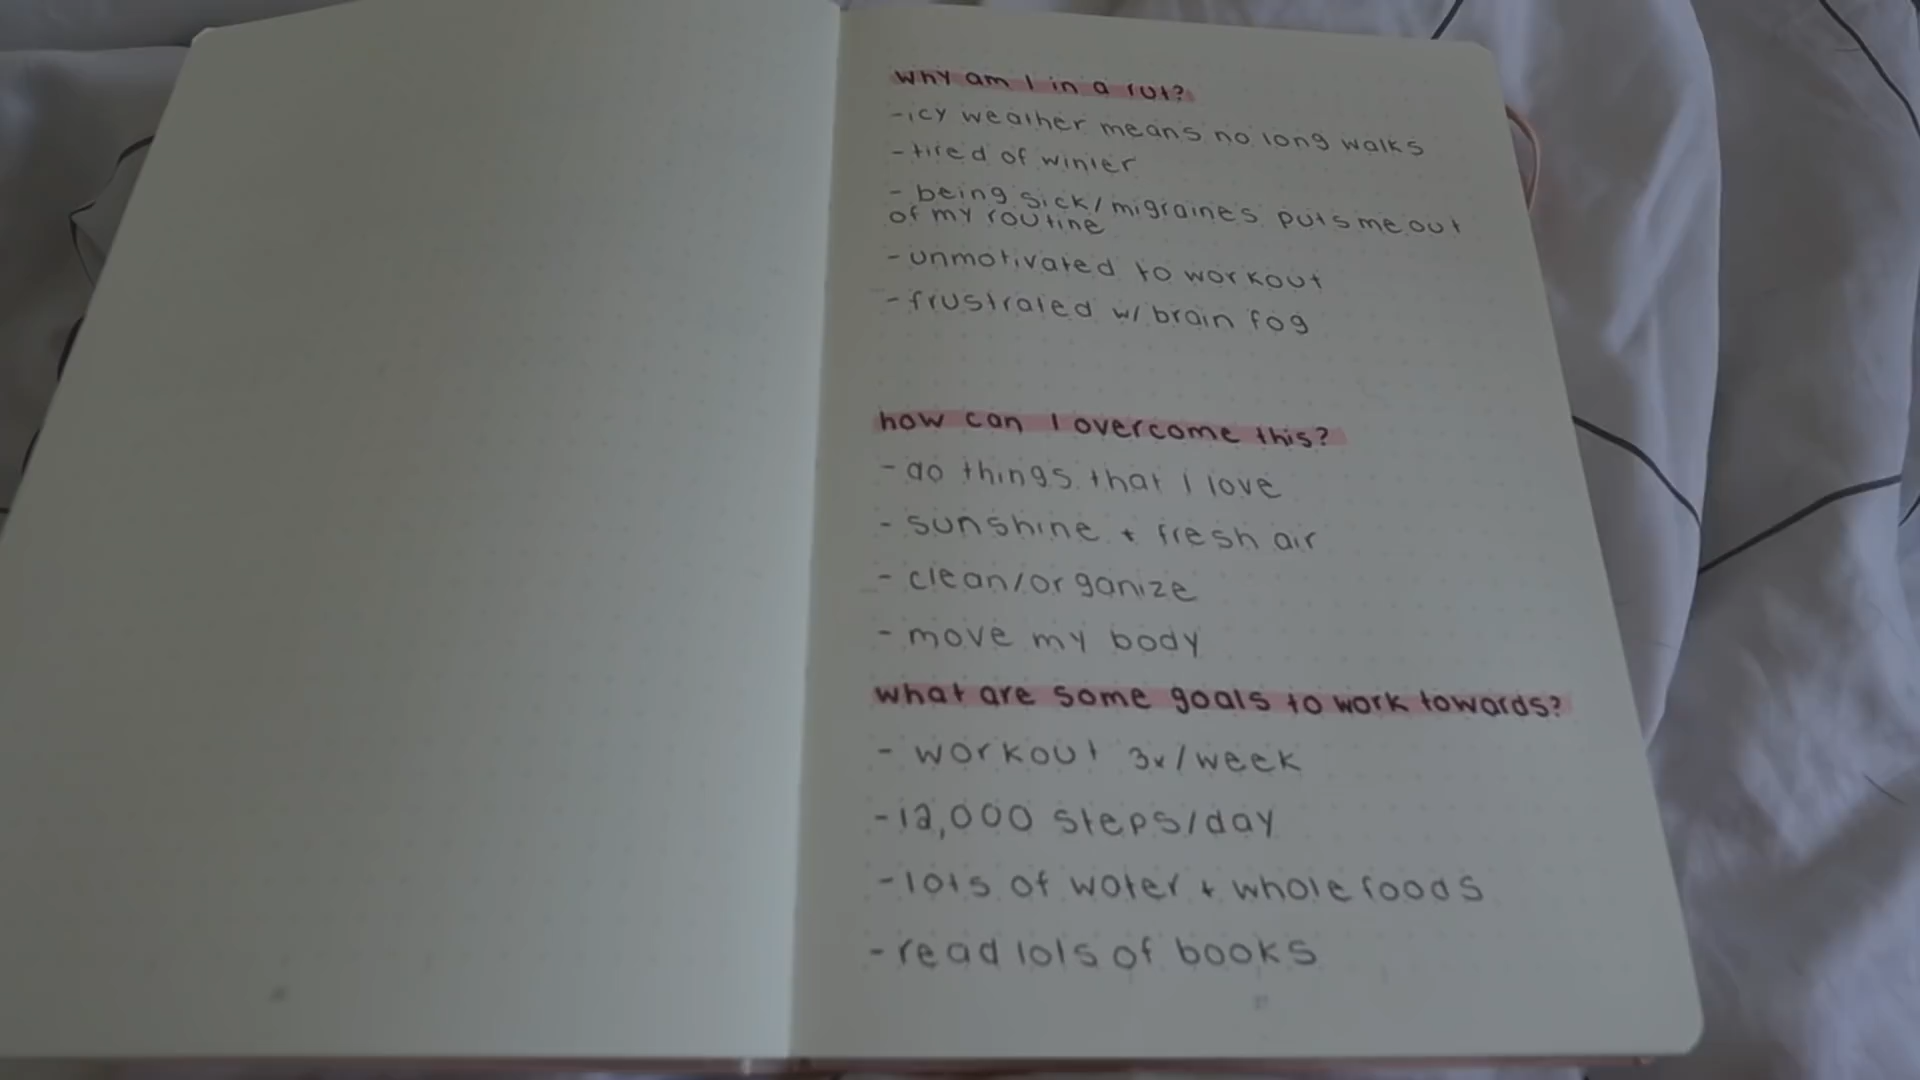 why am I in a rut?
-icy weather means no long walks
-tired of winter
- being sick/migraines puts me out
of my routine
-unmotivated to workout
-frustrated w/ brain fog
how can I overcome this?
- do things that I love
- sunshine + fresh air
- clean/organize
- move my body
what are some goals to work towards?
- workout 3x/week
-12,000 steps/day
-lots of water + whole foods
-read lots of books